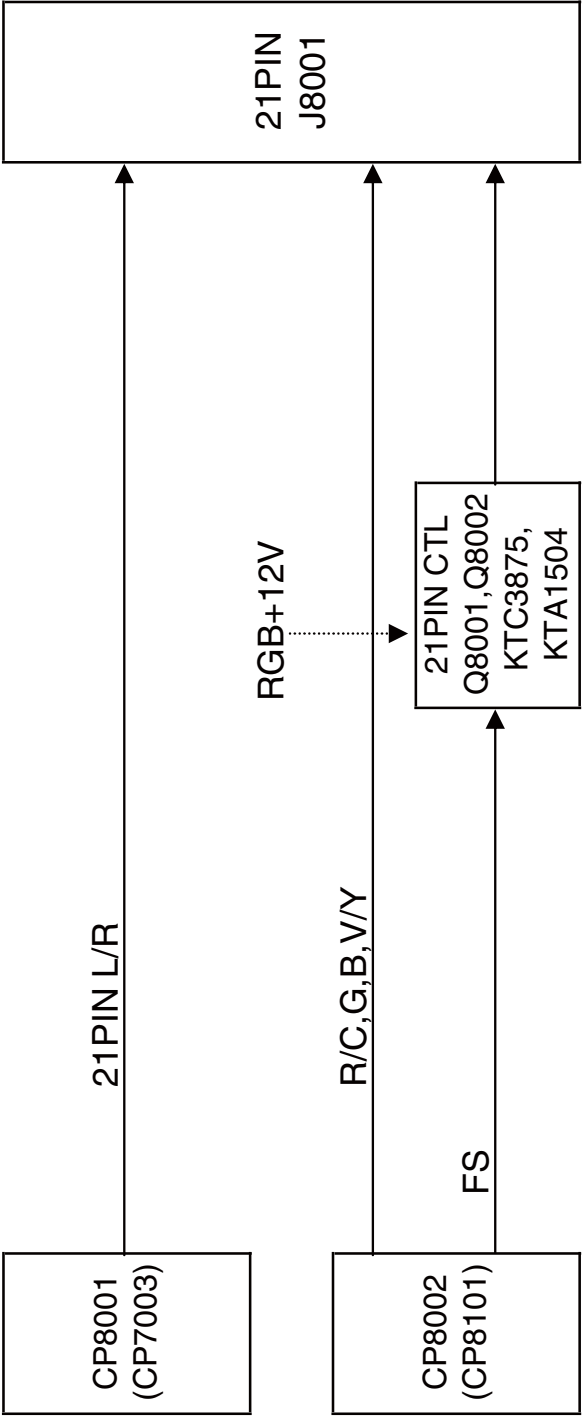 CP8001
(CP7003)
21PIN L/R
21PIN
J8001
RGB+12V
CP8002
(CP8101)
R/C,G,B,V/Y
FS
21PIN CTL
Q8001,Q8002
KTC3875,
KTA1504